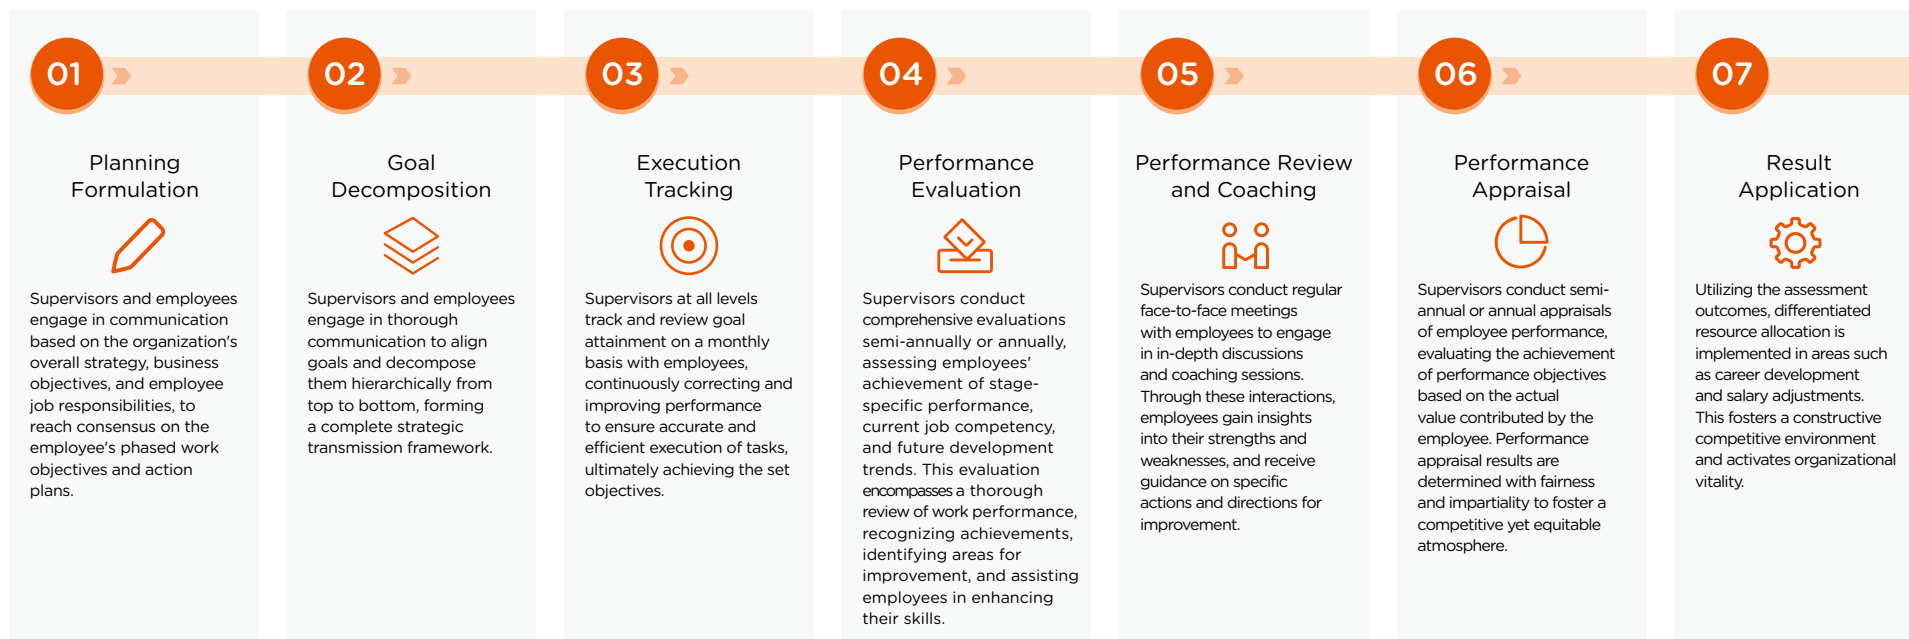 01
Planning
Formulation
Supervisors and employees
engage in communication
based on the organization's
overall strategy, business
objectives, and employee
job responsibilities, to
reach consensus on the
employee's phased work
objectives and action
plans.
02
Goal
Decomposition
Supervisors and employees
engage in thorough
communication to align
goals and decompose
them hierarchically from
top to bottom, forming
a complete strategic
transmission framework.
03
Execution
Tracking
Supervisors at all levels
track and review goal
attainment on a monthly
basis with employees,
continuously correcting and
improving performance
to ensure accurate and
efficient execution of tasks,
ultimately achieving the set
objectives.
04
Performance
Evaluation
Supervisors conduct
comprehensive evaluations
semi-annually or annually,
assessing employees'
achievement of stage-
specific performance,
current job competency,
and future development
trends. This evaluation
encompasses a thorough
review of work performance,
recognizing achievements,
identifying areas for
improvement, and assisting
employees in enhancing
their skills.
05
Performance Review
and Coaching
Supervisors conduct regular
face-to-face meetings
with employees to engage
in in-depth discussions
and coaching sessions.
Through these interactions,
employees gain insights
into their strengths and
weaknesses, and receive
guidance on specific
actions and directions for
improvement.
06
Performance
Appraisal
Supervisors conduct semi-
annual or annual appraisals
of employee performance,
evaluating the achievement
of performance objectives
based on the actual
value contributed by the
employee. Performance
appraisal results are
determined with fairness
and impartiality to foster a
competitive yet equitable
atmosphere.
07
Result
Application
Utilizing the assessment
outcomes, differentiated
resource allocation is
implemented in areas such
as career development
and salary adjustments.
This fosters a constructive
competitive environment
and activates organizational
vitality.